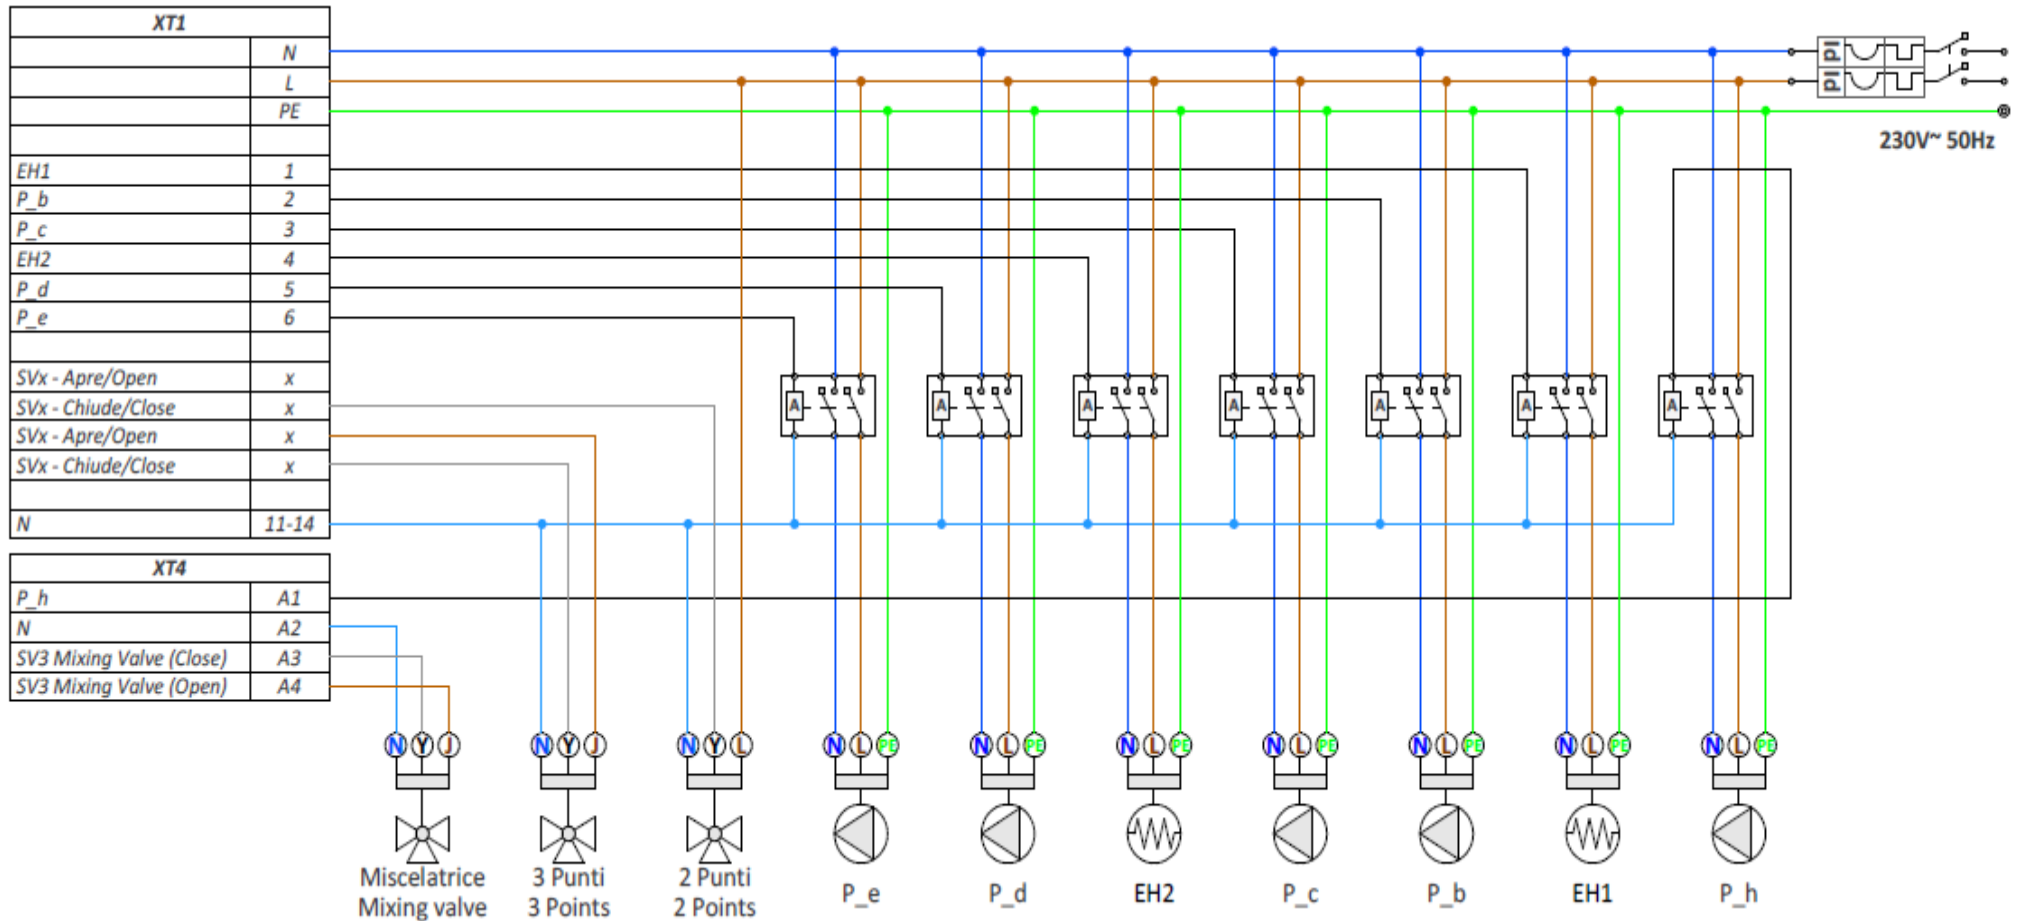 XT1
N
L
PE
EH1 1
P_b 2
P_c 3
EH2 4
P_d 5
P_e 6
SVx - Apre/Open x
SVx - Chiude/Close x
SVx - Apre/Open x
SVx - Chiude/Close x
N 11-14
XT4
P_h A1
N A2
SV3 Mixing Valve (Close) A3
SV3 Mixing Valve (Open) A4
pI
pI
230V~ 50Hz
A A A A A A A
N Y J N Y J N Y L N L PE N L PE N L PE N L PE N L PE N L PE N L PE
Miscelatrice
Mixing valve
3 Punti
3 Points
2 Punti
2 Points
P_e
P_d
EH2
P_c
P_b
EH1
P_h